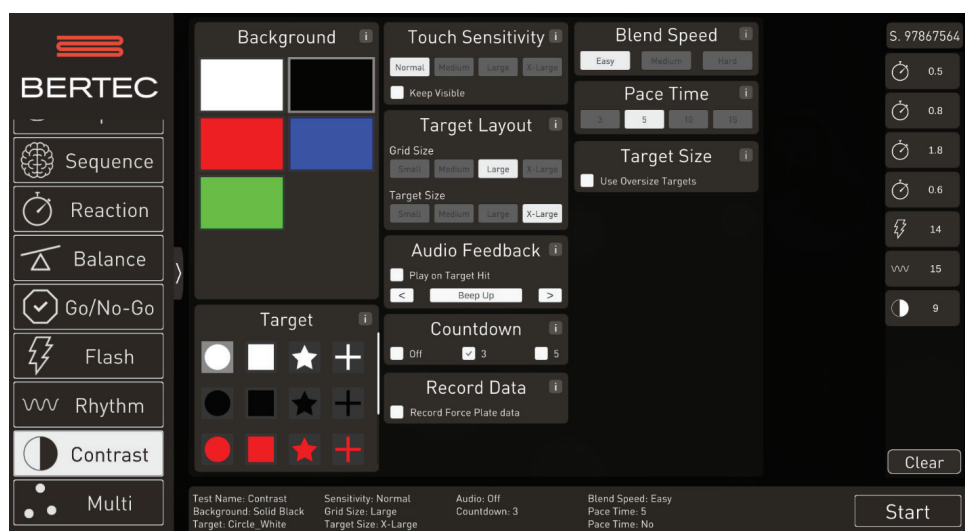 BERTEC
Sequence
Reaction
Balance
Go/No-Go
Flash
Rhythm
Contrast
Multi
Background i
Target i
Touch Sensitivity i
Normal Medium Large X-Large
Keep Visible
Target Layout i
Grid Size
Small Medium Large X-Large
Target Size
Small Medium Large X-Large
Audio Feedback i
Play on Target Hit
< Beep Up >
Countdown i
Off 3 5
Record Data i
Record Force Plate data
Blend Speed i
Easy Medium Hard
Pace Time i
3 5 10 15
Target Size i
Use Oversize Targets
S. 97867564
0.5
0.8
1.8
0.6
14
15
9
Clear
Test Name: Contrast
Background: Solid Black
Target: Circle_White
Sensitivity: Normal
Grid Size: Large
Target Size: X-Large
Audio: Off
Countdown: 3
Blend Speed: Easy
Pace Time: 5
Pace Time: No
Start